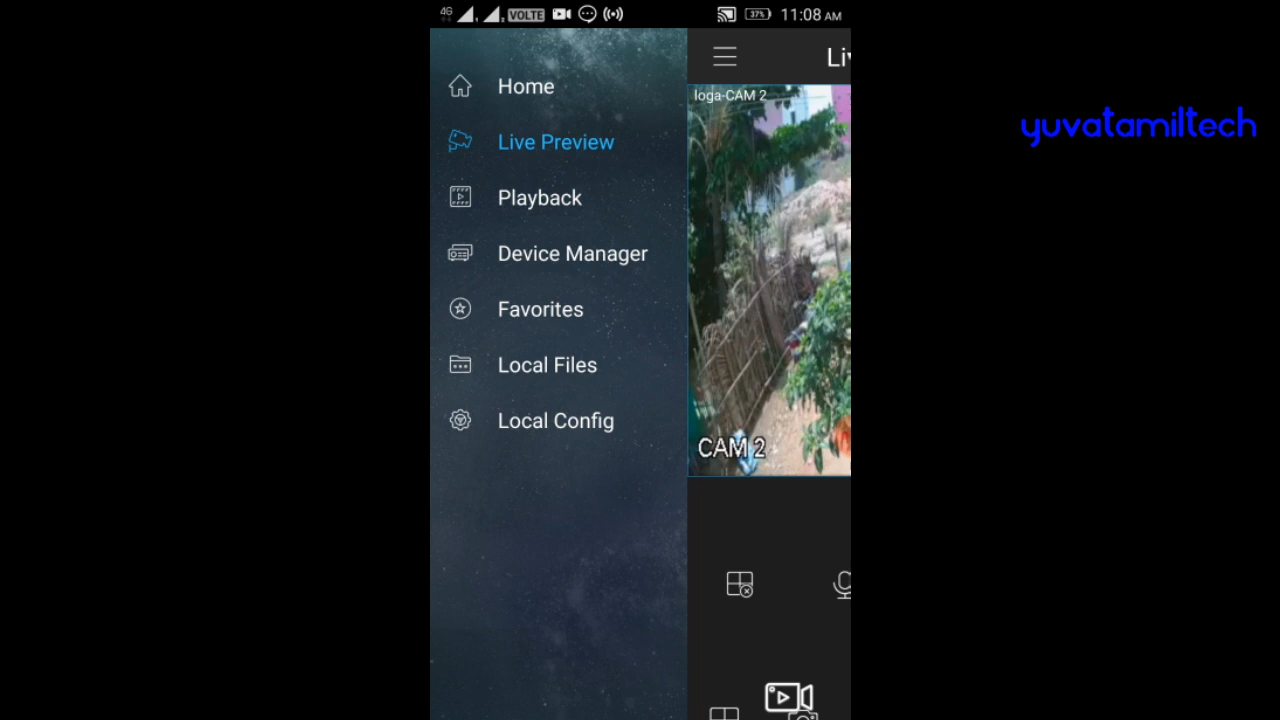 4G VOLTE 37% 11:08 AM
Home
Live Preview
Playback
Device Manager
Favorites
Local Files
Local Config
Liv
loga-CAM 2
CAM 2
yuvatamiltech